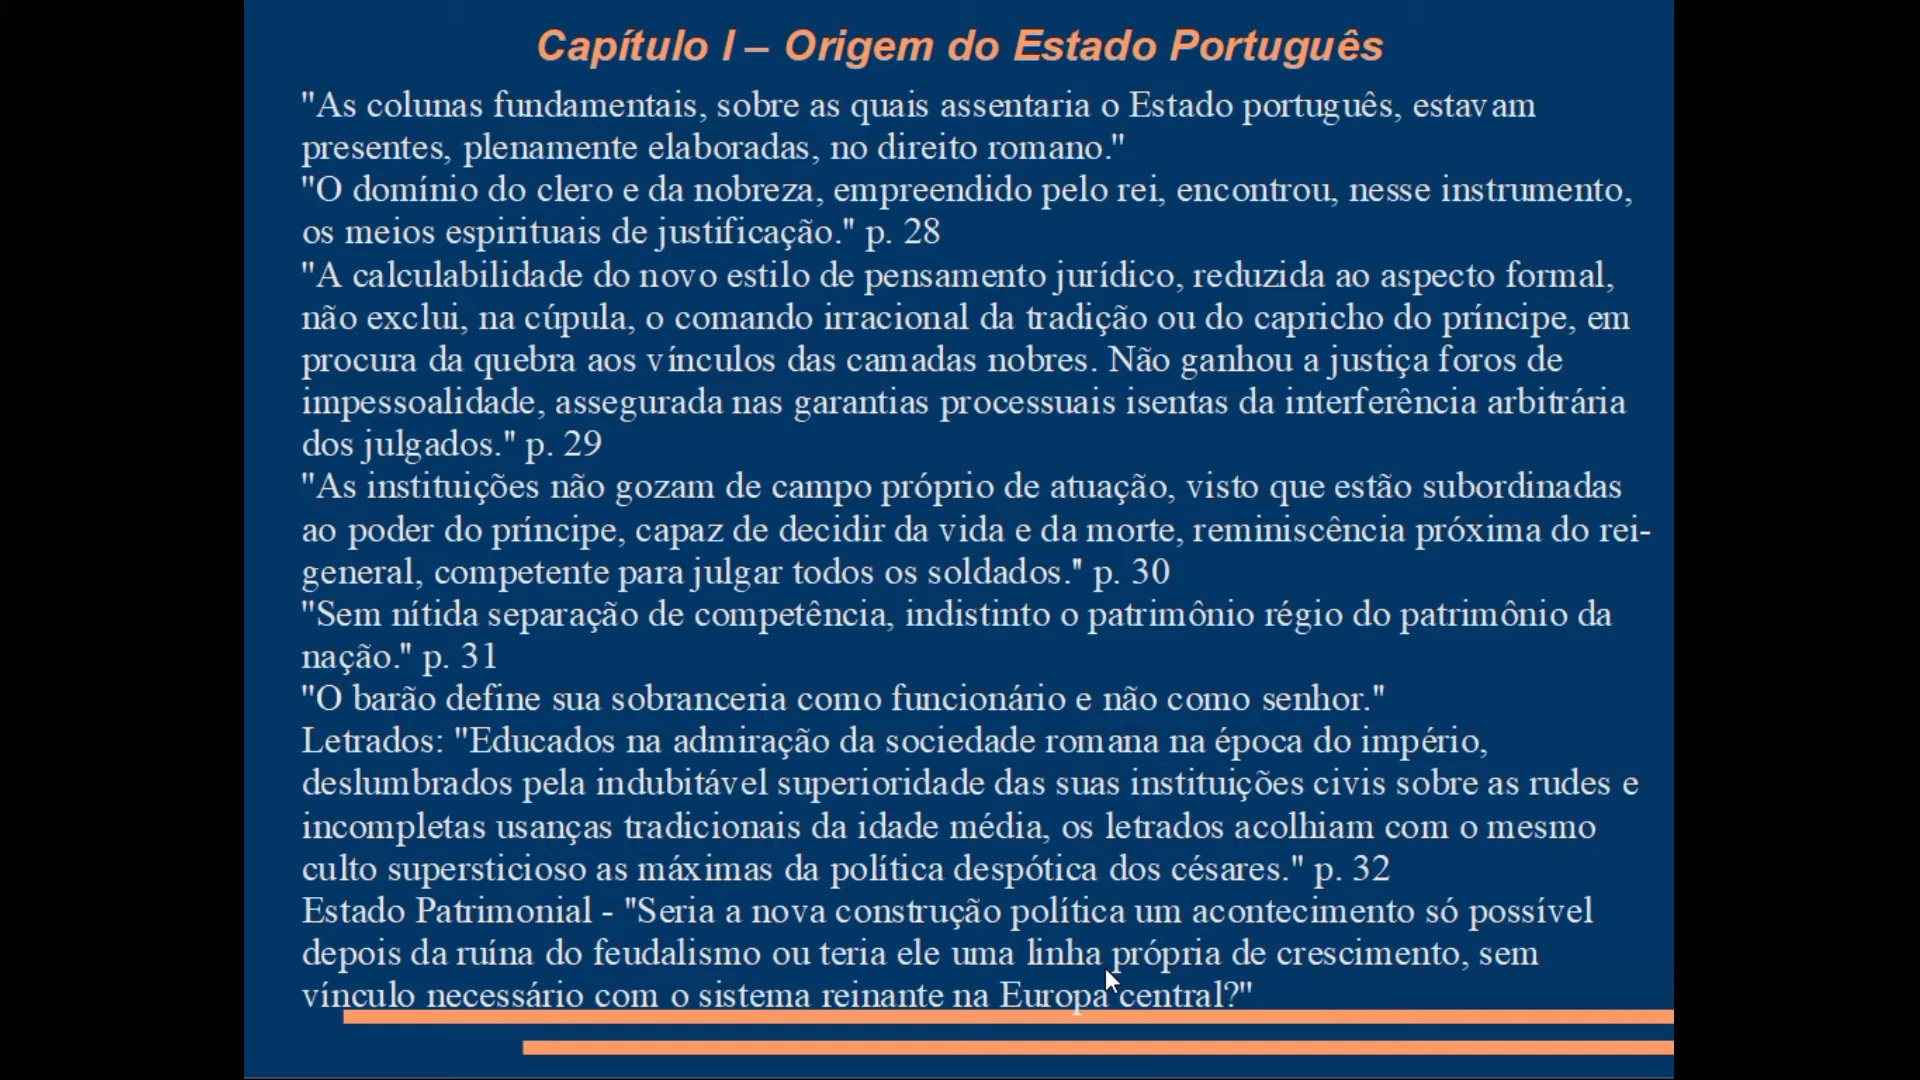 Capítulo I – Origem do Estado Português
"As colunas fundamentais, sobre as quais assentaria o Estado português, estavam
presentes, plenamente elaboradas, no direito romano."
"O domínio do clero e da nobreza, empreendido pelo rei, encontrou, nesse instrumento,
os meios espirituais de justificação." p. 28
"A calculabilidade do novo estilo de pensamento jurídico, reduzida ao aspecto formal,
não exclui, na cúpula, o comando irracional da tradição ou do capricho do príncipe, em
procura da quebra aos vínculos das camadas nobres. Não ganhou a justiça foros de
impessoalidade, assegurada nas garantias processuais isentas da interferência arbitrária
dos julgados." p. 29
"As instituições não gozam de campo próprio de atuação, visto que estão subordinadas
ao poder do príncipe, capaz de decidir da vida e da morte, reminiscência próxima do rei-
general, competente para julgar todos os soldados." p. 30
"Sem nítida separação de competência, indistinto o patrimônio régio do patrimônio da
nação." p. 31
"O barão define sua sobranceria como funcionário e não como senhor."
Letrados: "Educados na admiração da sociedade romana na época do império,
deslumbrados pela indubitável superioridade das suas instituições civis sobre as rudes e
incompletas usanças tradicionais da idade média, os letrados acolhiam com o mesmo
culto supersticioso as máximas da política despótica dos césares." p. 32
Estado Patrimonial - "Seria a nova construção política um acontecimento só possível
depois da ruína do feudalismo ou teria ele uma linha própria de crescimento, sem
vínculo necessário com o sistema reinante na Europa central?"